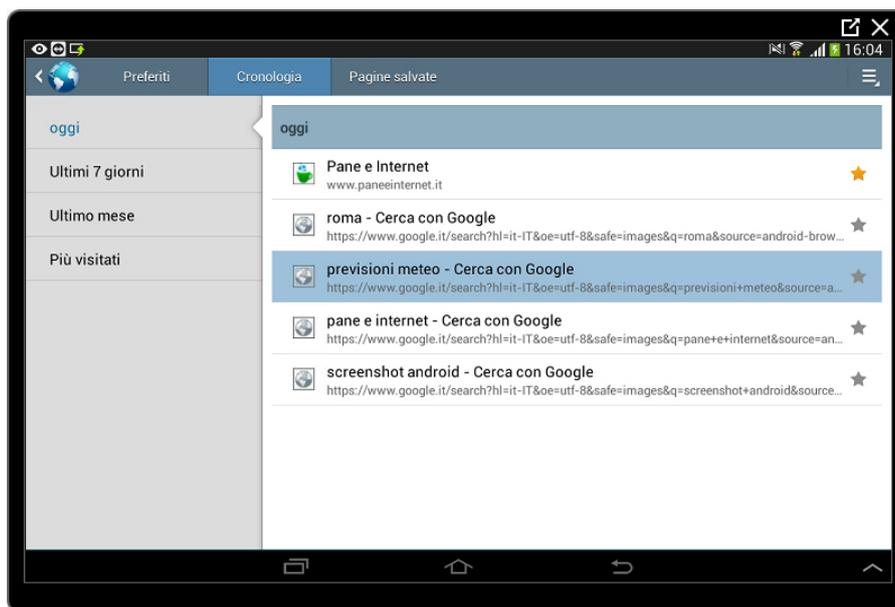 16:04
Preferiti
Cronologia
Pagine salvate
oggi
Ultimi 7 giorni
Ultimo mese
Più visitati
oggi
Pane e Internet
www.paneeinternet.it
roma - Cerca con Google
https://www.google.it/search?hl=it-IT&oe=utf-8&safe=images&q=roma&source=android-brow...
previsioni meteo - Cerca con Google
https://www.google.it/search?hl=it-IT&oe=utf-8&safe=images&q=previsioni+meteo&source=a...
pane e internet - Cerca con Google
https://www.google.it/search?hl=it-IT&oe=utf-8&safe=images&q=pane+e+internet&source=an...
screenshot android - Cerca con Google
https://www.google.it/search?hl=it-IT&oe=utf-8&safe=images&q=screenshot+android&source...